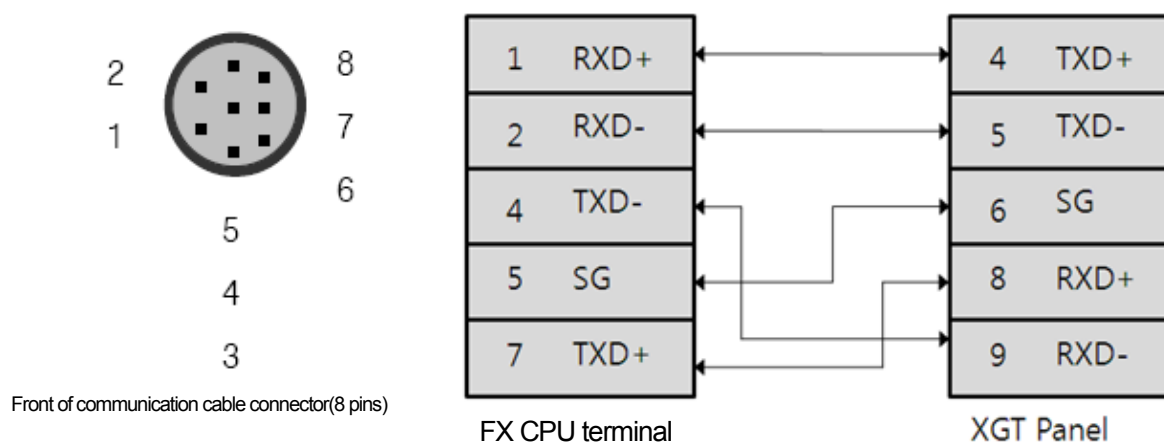 2
1
8
7
6
5
4
3
Front of communication cable connector(8 pins)
1 RXD+
2 RXD-
4 TXD-
5 SG
7 TXD+
FX CPU terminal
4 TXD+
5 TXD-
6 SG
8 RXD+
9 RXD-
XGT Panel